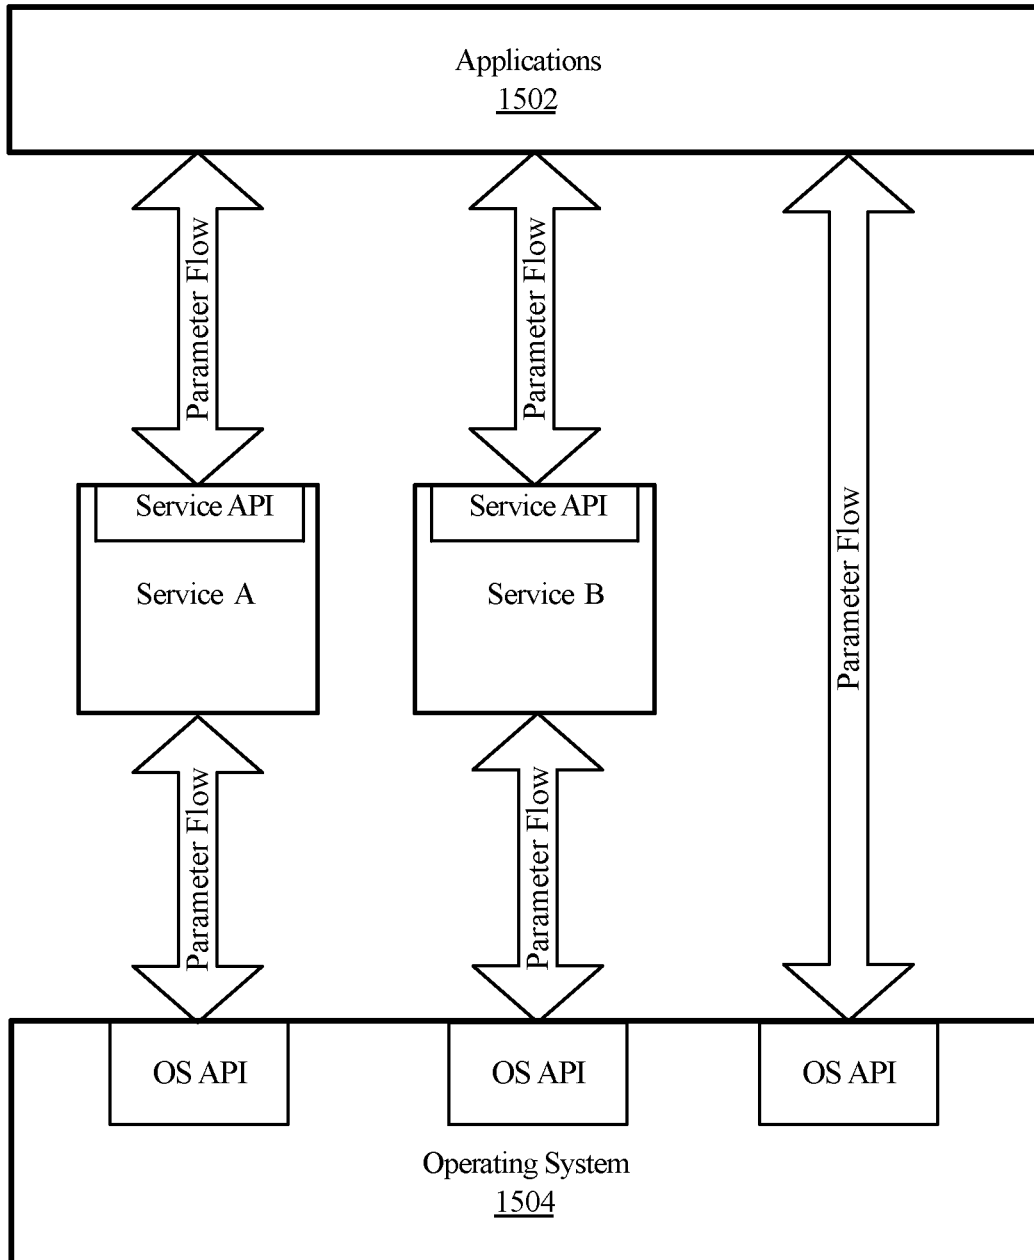 Applications
1502
Parameter Flow
Parameter Flow
Parameter Flow
Service API
Service A
Service API
Service B
Parameter Flow
Parameter Flow
OS API
OS API
OS API
Operating System
1504